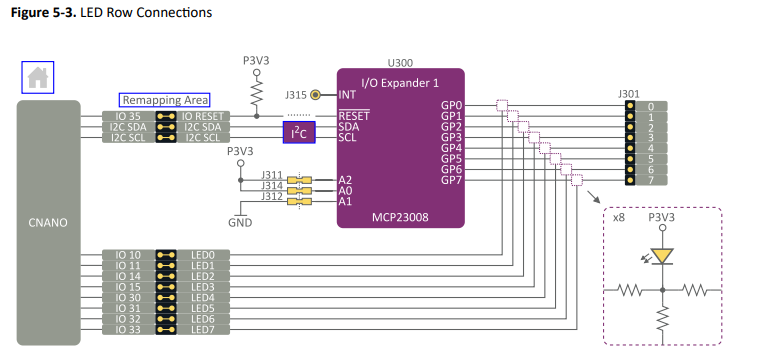 Figure 5-3. LED Row Connections
P3V3
U300
I/O Expander 1
J315
INT
J301
Remapping Area
IO 35
IO RESET
RESET
GP0
0
I2C SDA
I2C SDA
I²C
SDA
GP1
1
I2C SCL
I2C SCL
SCL
GP2
2
GP3
3
P3V3
GP4
4
GP5
5
J311
A2
GP6
6
J314
A0
GP7
7
J312
A1
GND
MCP23008
CNANO
x8
P3V3
IO 10
LED0
IO 11
LED1
IO 14
LED2
IO 15
LED3
IO 30
LED4
IO 31
LED5
IO 32
LED6
IO 33
LED7